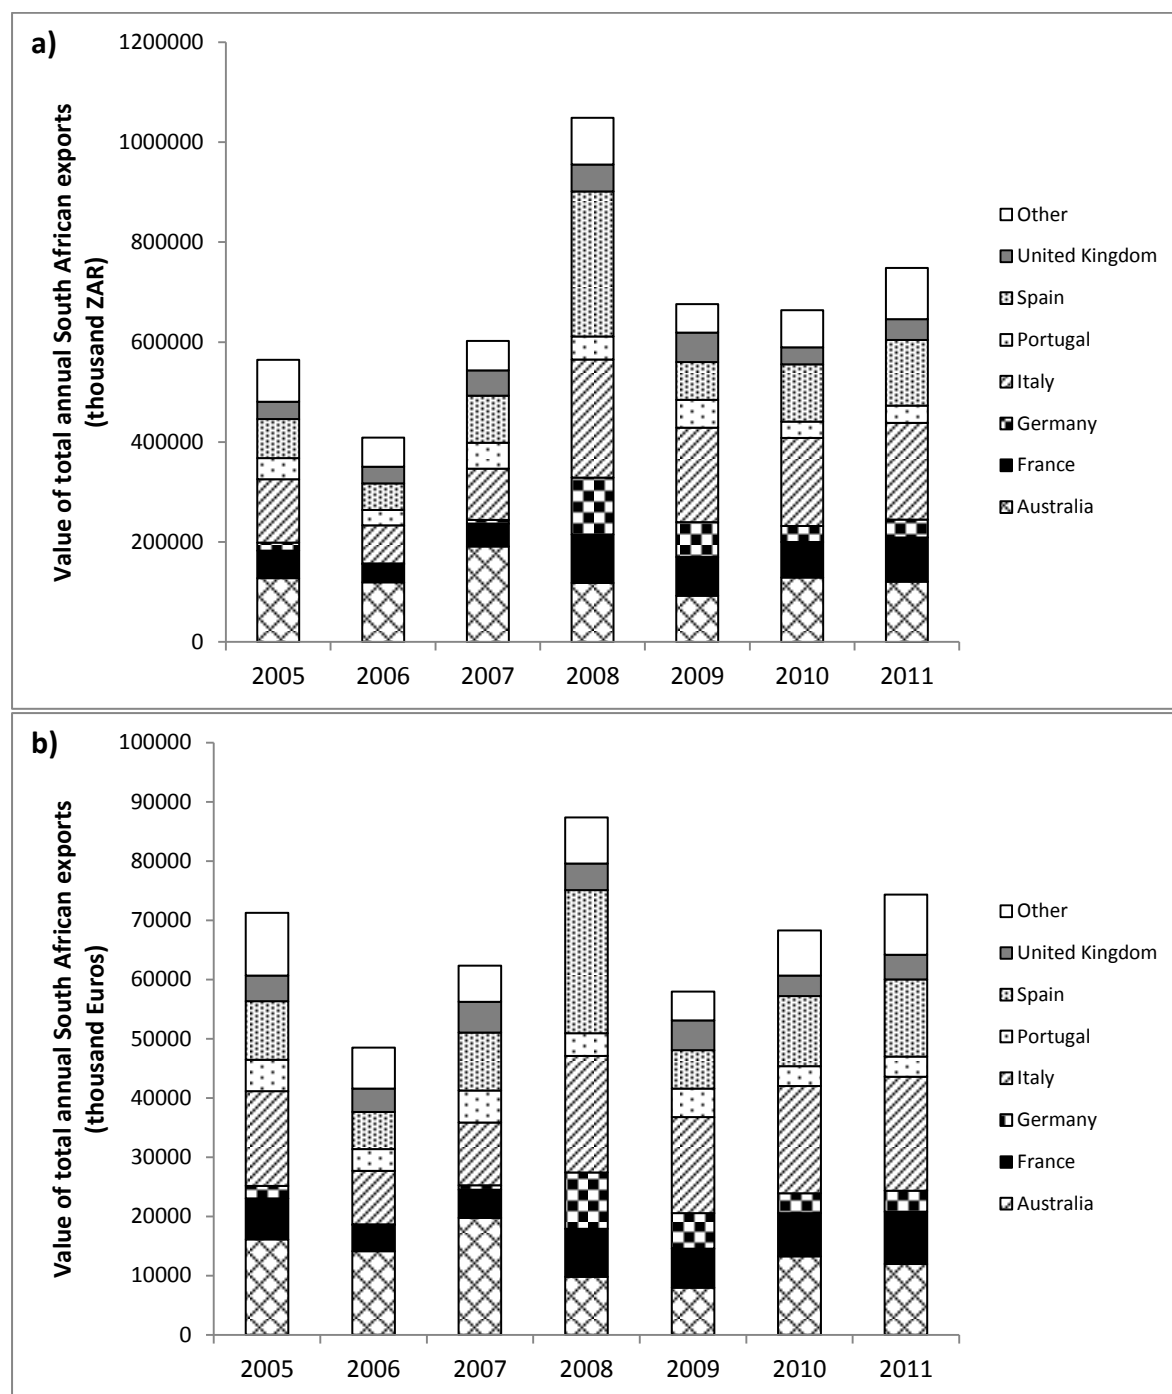 a)
Value of total annual South African exports
(thousand ZAR)
1200000
1000000
800000
600000
400000
200000
0
2005 2006 2007 2008 2009 2010 2011
Other
United Kingdom
Spain
Portugal
Italy
Germany
France
Australia
b)
Value of total annual South African exports
(thousand Euros)
100000
90000
80000
70000
60000
50000
40000
30000
20000
10000
0
2005 2006 2007 2008 2009 2010 2011
Other
United Kingdom
Spain
Portugal
Italy
Germany
France
Australia